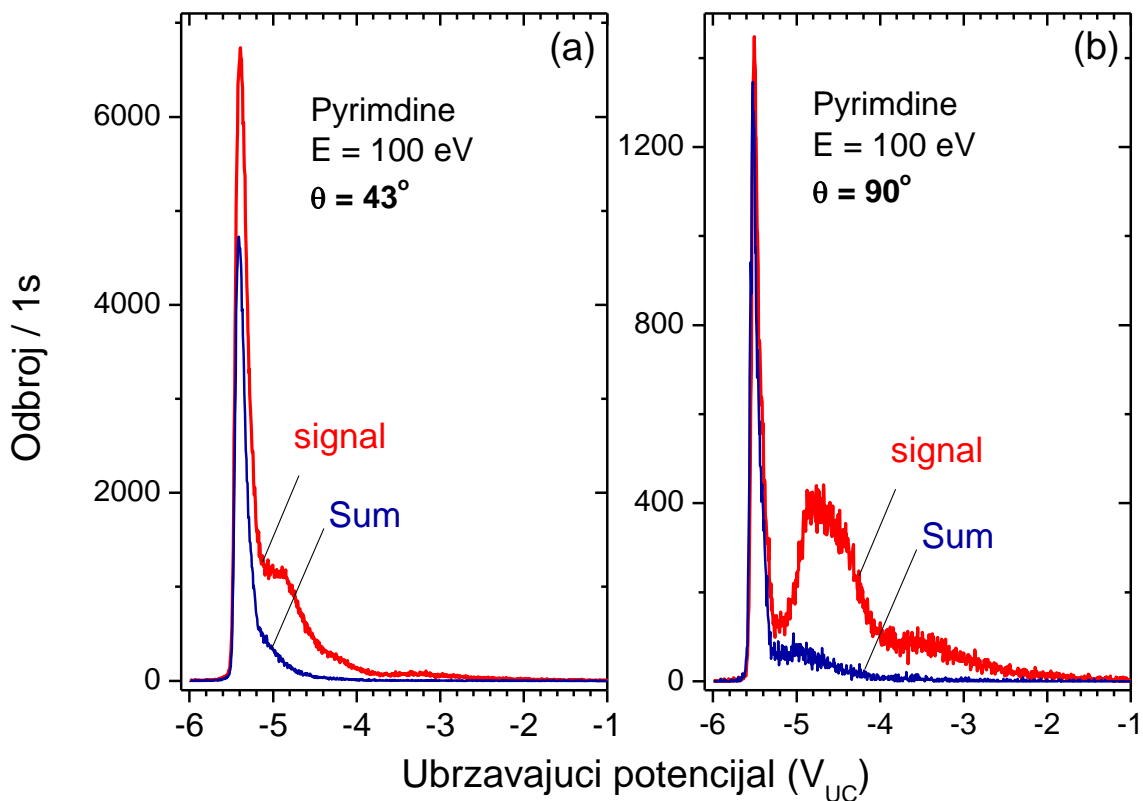 (a)
Pyrimdine
E = 100 eV
θ = 43°
signal
Sum
6000
4000
2000
0
-6 -5 -4 -3 -2 -1
(b)
Pyrimdine
E = 100 eV
θ = 90°
signal
Sum
1200
800
400
0
-6 -5 -4 -3 -2 -1
Odbroj / 1s
Ubrzavajuci potencijal (V_UC)